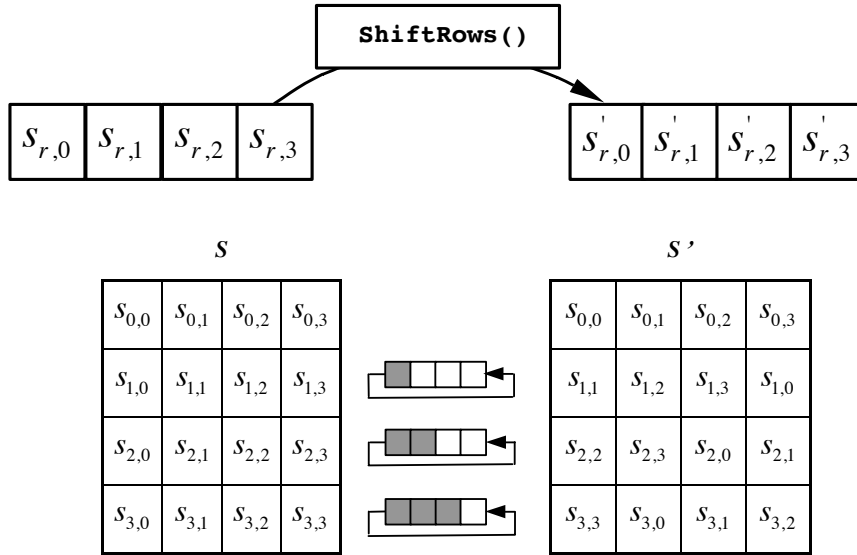 ShiftRows()
s_{r,0} s_{r,1} s_{r,2} s_{r,3} s'_{r,0} s'_{r,1} s'_{r,2} s'_{r,3}
S S'
s_{0,0} s_{0,1} s_{0,2} s_{0,3} s_{0,0} s_{0,1} s_{0,2} s_{0,3}
s_{1,0} s_{1,1} s_{1,2} s_{1,3} s_{1,1} s_{1,2} s_{1,3} s_{1,0}
s_{2,0} s_{2,1} s_{2,2} s_{2,3} s_{2,2} s_{2,3} s_{2,0} s_{2,1}
s_{3,0} s_{3,1} s_{3,2} s_{3,3} s_{3,3} s_{3,0} s_{3,1} s_{3,2}